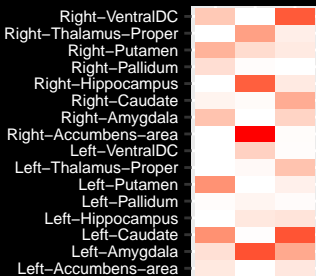 Right−VentralDC
Right−Thalamus−Proper
Right−Putamen
Right−Pallidum
Right−Hippocampus
Right−Caudate
Right−Amygdala
Right−Accumbens−area
Left−VentralDC
Left−Thalamus−Proper
Left−Putamen
Left−Pallidum
Left−Hippocampus
Left−Caudate
Left−Amygdala
Left−Accumbens−area